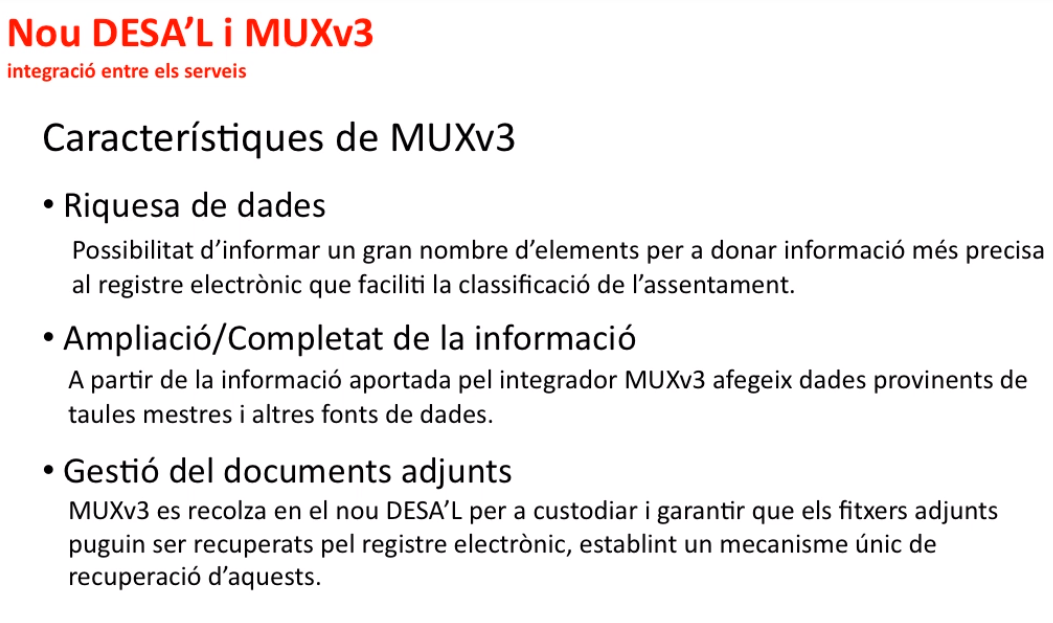 Nou DESA’L i MUXv3
integració entre els serveis
Característiques de MUXv3
• Riquesa de dades
Possibilitat d’informar un gran nombre d’elements per a donar informació més precisa
al registre electrònic que faciliti la classificació de l’assentament.
• Ampliació/Completat de la informació
A partir de la informació aportada pel integrador MUXv3 afegeix dades provinents de
taules mestres i altres fonts de dades.
• Gestió del documents adjunts
MUXv3 es recolza en el nou DESA’L per a custodiar i garantir que els fitxers adjunts
puguin ser recuperats pel registre electrònic, establint un mecanisme únic de
recuperació d’aquests.